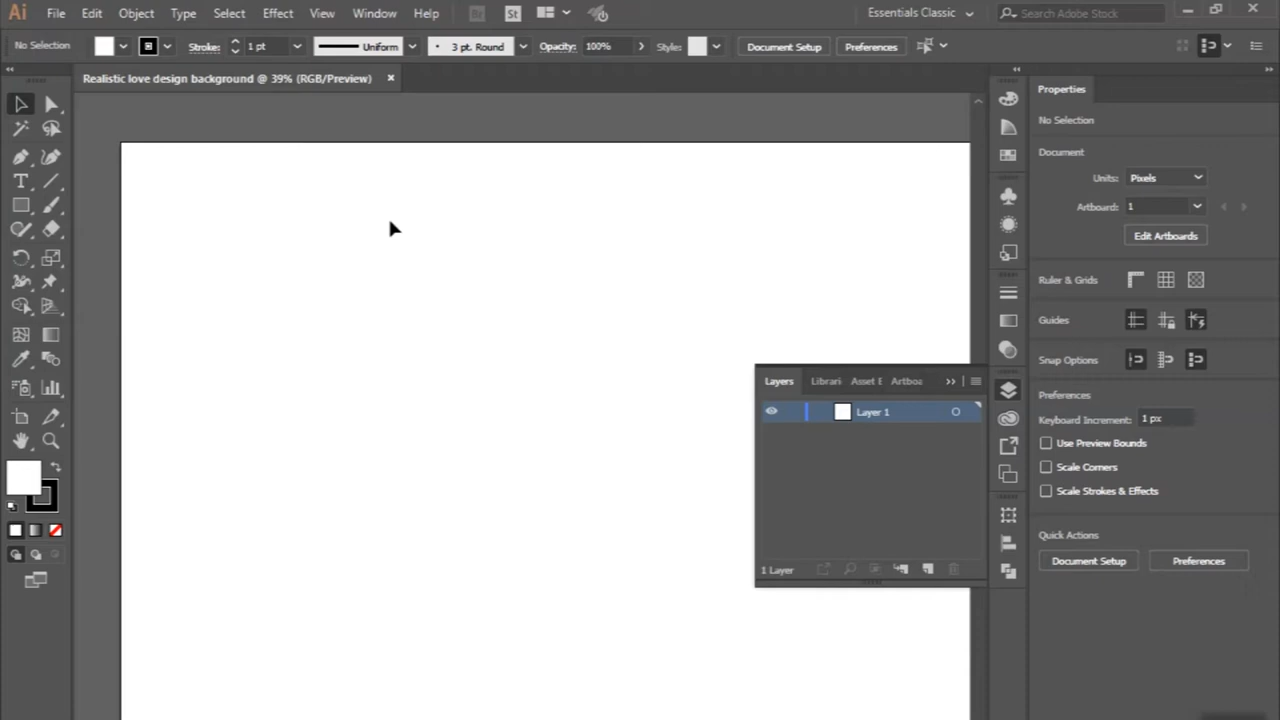 Ai File Edit Object Type Select Effect View Window Help Br St Essentials Classic Search Adobe Stock
No Selection Stroke: 1 pt Uniform 3 pt. Round Opacity: 100% Style: Document Setup Preferences
Realistic love design background @ 39% (RGB/Preview)
Properties
No Selection
Document
Units: Pixels
Artboard: 1
Edit Artboards
Ruler & Grids
Guides
Snap Options
Preferences
Keyboard Increment: 1 px
Use Preview Bounds
Scale Corners
Scale Strokes & Effects
Quick Actions
Document Setup Preferences
Layers Librari Asset E Artboa
Layer 1
1 Layer